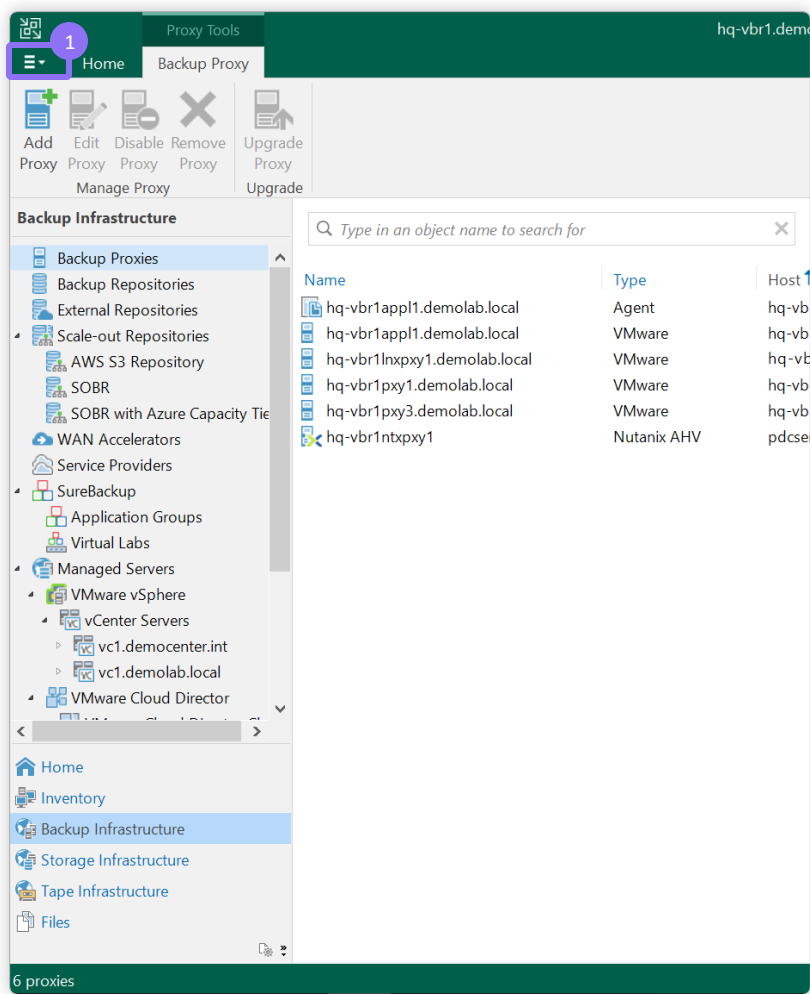 Proxy Tools
hq-vbr1.demo
1
Home
Backup Proxy
Add Proxy
Edit Proxy
Disable Proxy
Remove Proxy
Upgrade Proxy
Manage Proxy
Upgrade
Backup Infrastructure
Type in an object name to search for
Backup Proxies
Backup Repositories
External Repositories
Scale-out Repositories
AWS S3 Repository
SOBR
SOBR with Azure Capacity Tie
WAN Accelerators
Service Providers
SureBackup
Application Groups
Virtual Labs
Managed Servers
VMware vSphere
vCenter Servers
vc1.democenter.int
vc1.demolab.local
VMware Cloud Director
Name Type Host
hq-vbr1appl1.demolab.local Agent hq-vb
hq-vbr1appl1.demolab.local VMware hq-vb
hq-vbr1lnxpxy1.demolab.local VMware hq-vb
hq-vbr1pxy1.demolab.local VMware hq-vb
hq-vbr1pxy3.demolab.local VMware hq-vb
hq-vbr1ntxpxy1 Nutanix AHV pdcse
Home
Inventory
Backup Infrastructure
Storage Infrastructure
Tape Infrastructure
Files
6 proxies